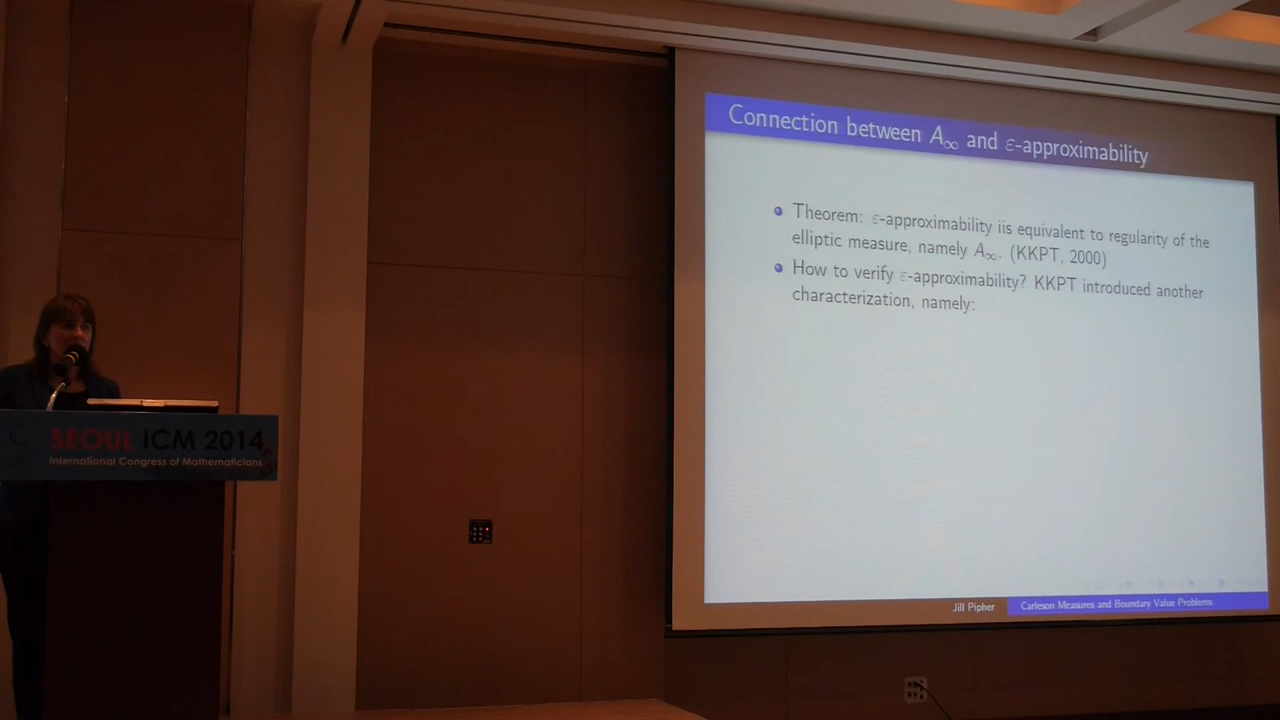 Connection between A∞ and ε-approximability
Theorem: ε-approximability iis equivalent to regularity of the
elliptic measure, namely A∞. (KKPT, 2000)
How to verify ε-approximability? KKPT introduced another
characterization, namely:
Jill Pipher
Carleson Measures and Boundary Value Problems
SEOUL ICM 2014
International Congress of Mathematicians